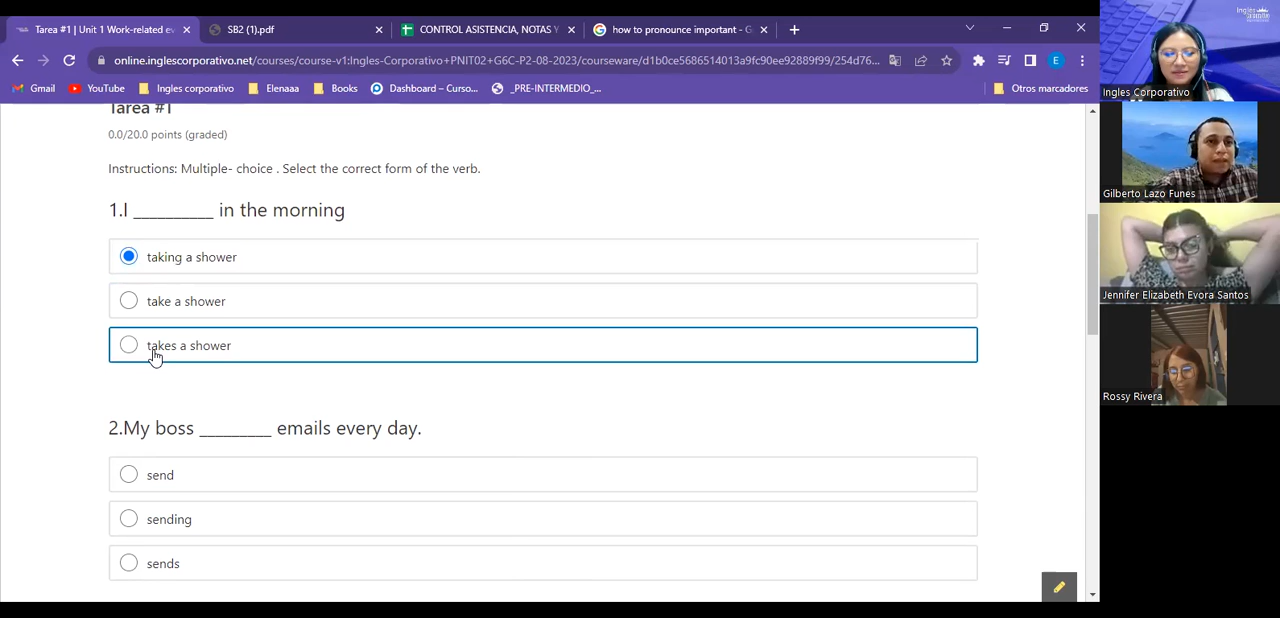 Tarea #1 | Unit 1 Work-related e
SB2 (1).pdf
CONTROL ASISTENCIA, NOTAS Y
how to pronounce important - G
online.inglescorporativo.net/courses/course-v1:Ingles-Corporativo+PNIT02+G6C-P2-08-2023/courseware/d1b0ce5686514013a9fc90ee92889f99/254d76...
E
Gmail
YouTube
Ingles corporativo
Elenaaa
Books
Dashboard – Curso...
_PRE-INTERMEDIO_...
Otros marcadores
Tarea #1
0.0/20.0 points (graded)
Instructions: Multiple- choice . Select the correct form of the verb.
1.I __________ in the morning
taking a shower
take a shower
takes a shower
2.My boss _________ emails every day.
send
sending
sends
Ingles
Ingles Corporativo
Gilberto Lazo Funes
Jennifer Elizabeth Evora Santos
Rossy Rivera